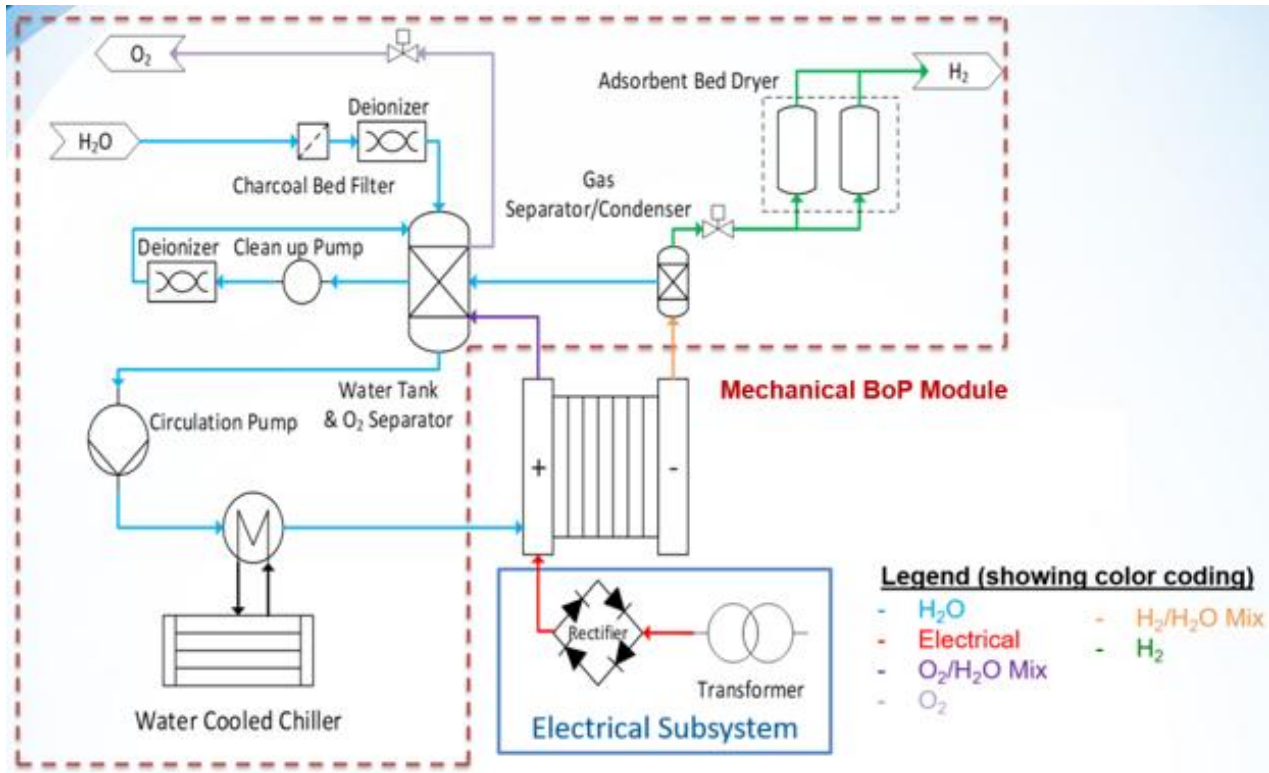 O₂
Adsorbent Bed Dryer
H₂
Deionizer
H₂O
Charcoal Bed Filter
Gas
Separator/Condenser
Deionizer
Clean up Pump
Water Tank
& O₂ Separator
Mechanical BoP Module
Circulation Pump
+
-
M
Legend (showing color coding)
- H₂O
- Electrical
- O₂/H₂O Mix
- O₂
- H₂/H₂O Mix
- H₂
Rectifier
Transformer
Water Cooled Chiller
Electrical Subsystem